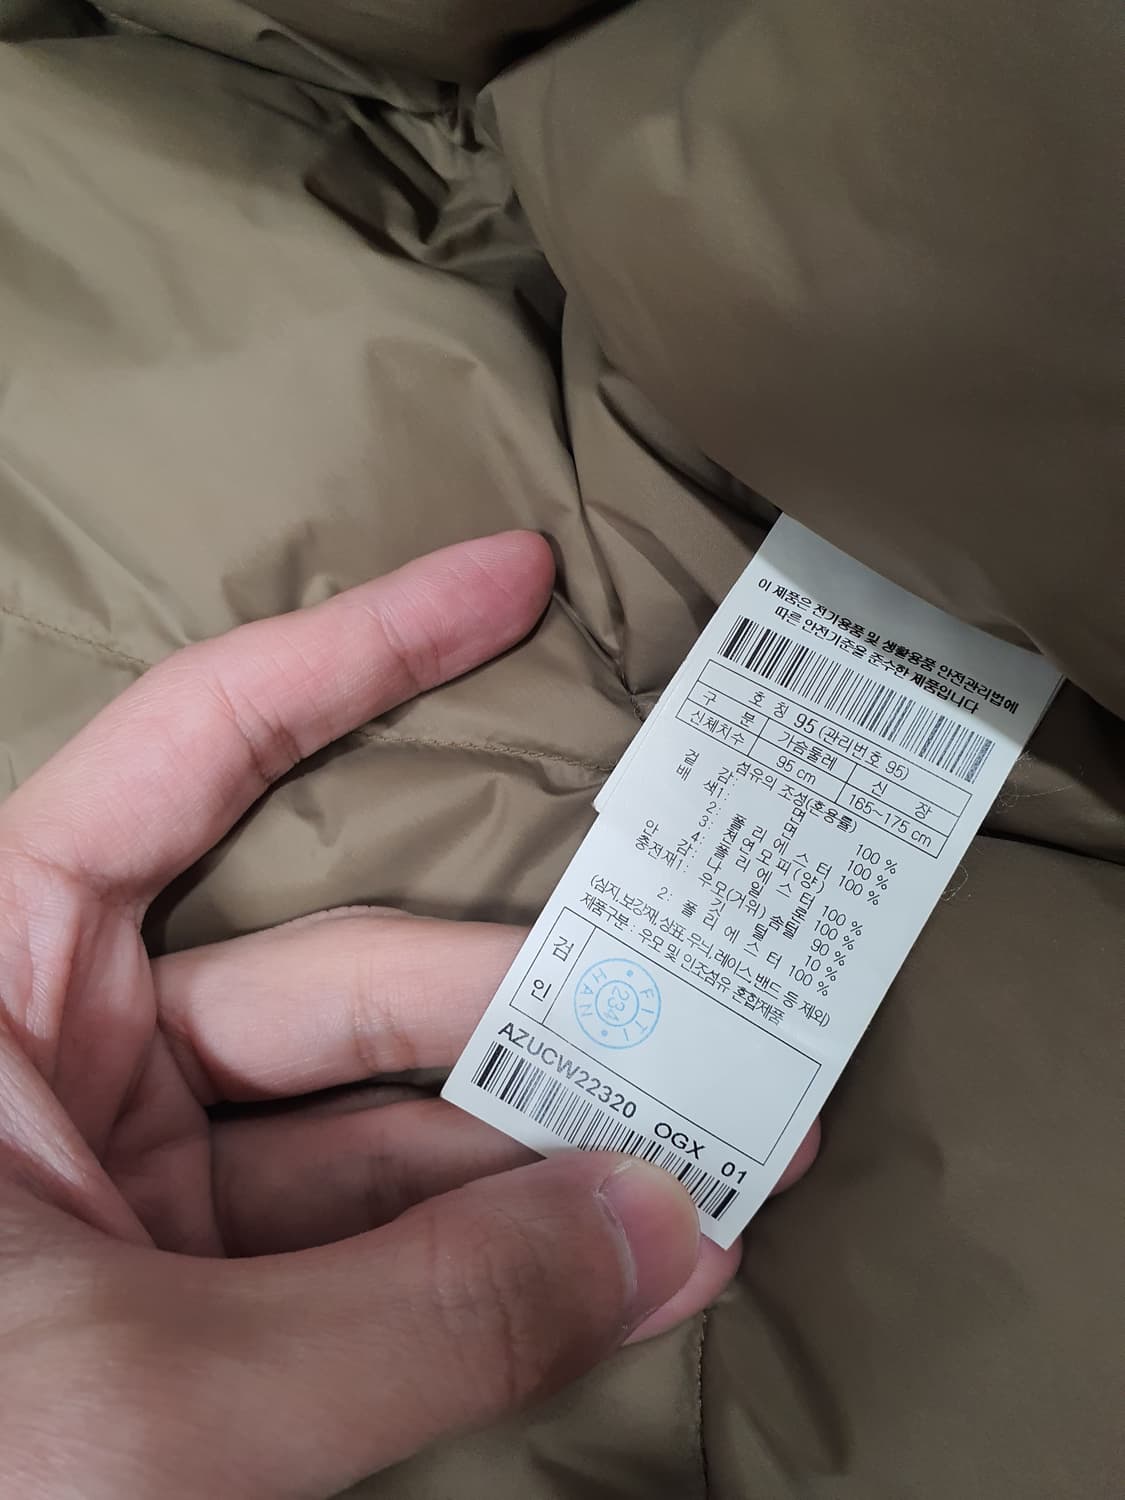 이 제품은 전기용품 및 생활용품 안전관리법에
따른 안전기준을 준수한 제품입니다
호 칭 95 (관리번호 95)
구 분 가슴둘레 신 장
신체치수 95 cm 165~175 cm
섬유의 조성(혼용률)
겉 감: 면 100 %
배 색1: 면 100 %
2: 폴 리 에 스 터 100 %
3: 천연모피(양)
4: 폴 리 에 스 터 100 %
안 감: 나 일 론 100 %
충전재1: 우모(거위) 솜털 90 %
깃 털 10 %
2: 폴 리 에 스 터 100 %
(심지,보강재,상표,무늬,레이스 밴드 등 제외)
제품구분 : 우모 및 인조섬유 혼합제품
검 인
FITI
234
HAN
AZUCW22320 OGX 01